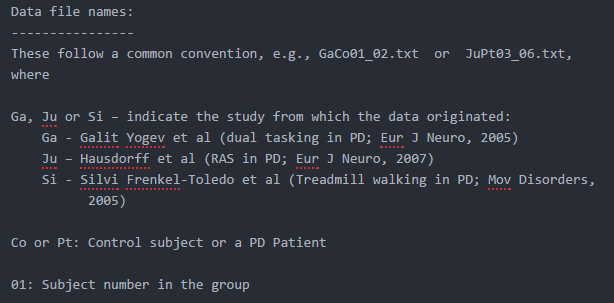 Data file names:
----------------
These follow a common convention, e.g., GaCo01_02.txt  or  JuPt03_06.txt,
where
Ga, Ju or Si – indicate the study from which the data originated:
Ga - Galit Yogev et al (dual tasking in PD; Eur J Neuro, 2005)
Ju – Hausdorff et al (RAS in PD; Eur J Neuro, 2007)
Si - Silvi Frenkel-Toledo et al (Treadmill walking in PD; Mov Disorders,
2005)
Co or Pt: Control subject or a PD Patient
01: Subject number in the group